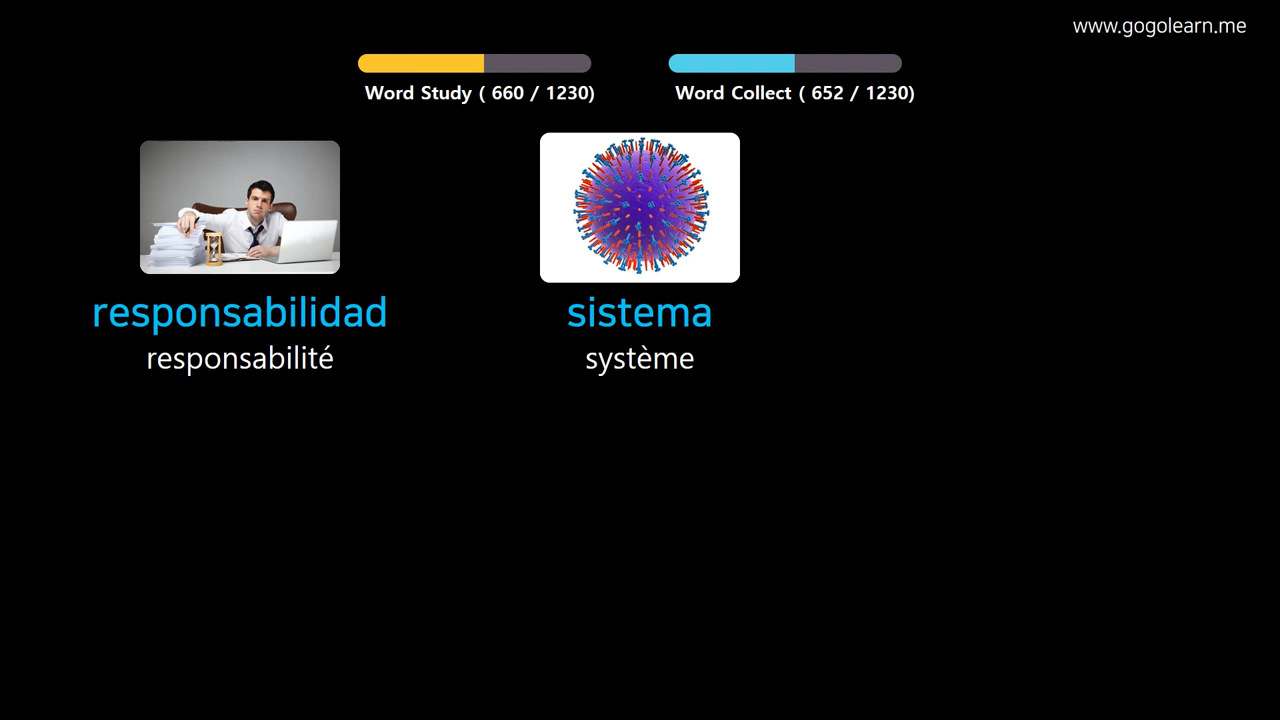 www.gogolearn.me
Word Study ( 660 / 1230)
Word Collect ( 652 / 1230)
responsabilidad
responsabilité
sistema
système